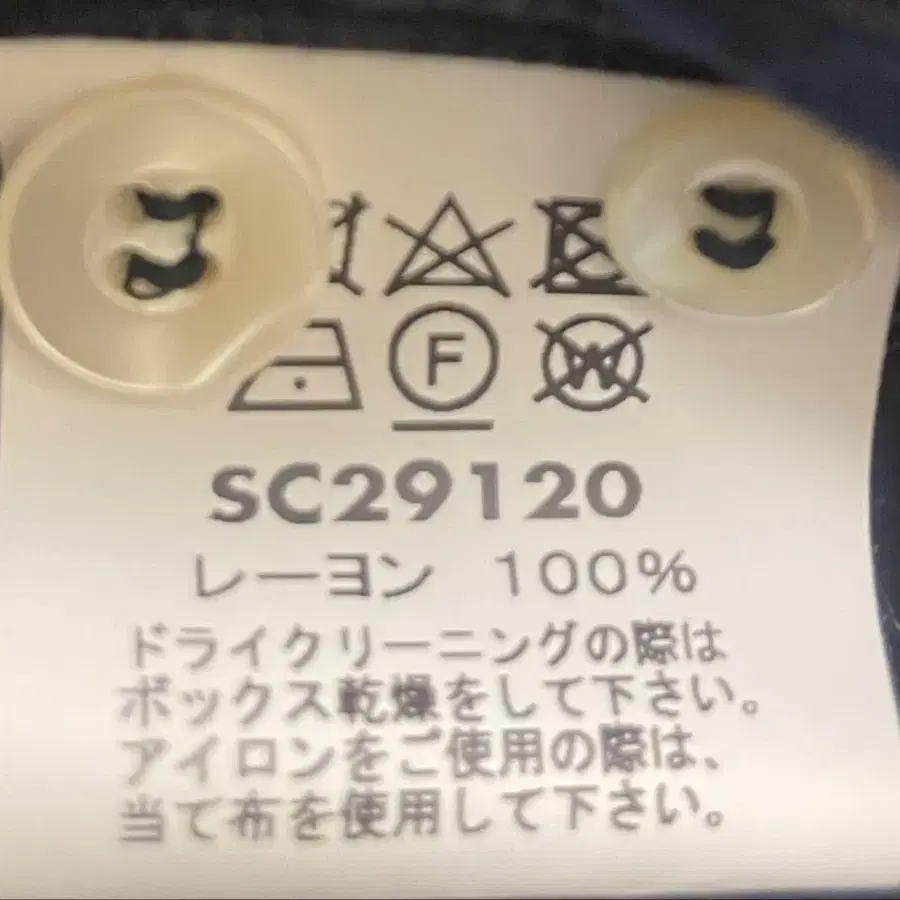 F
W
SC29120
レーヨン 100%
ドライクリーニングの際は
ボックス乾燥をして下さい。
アイロンをご使用の際は、
当て布を使用して下さい。